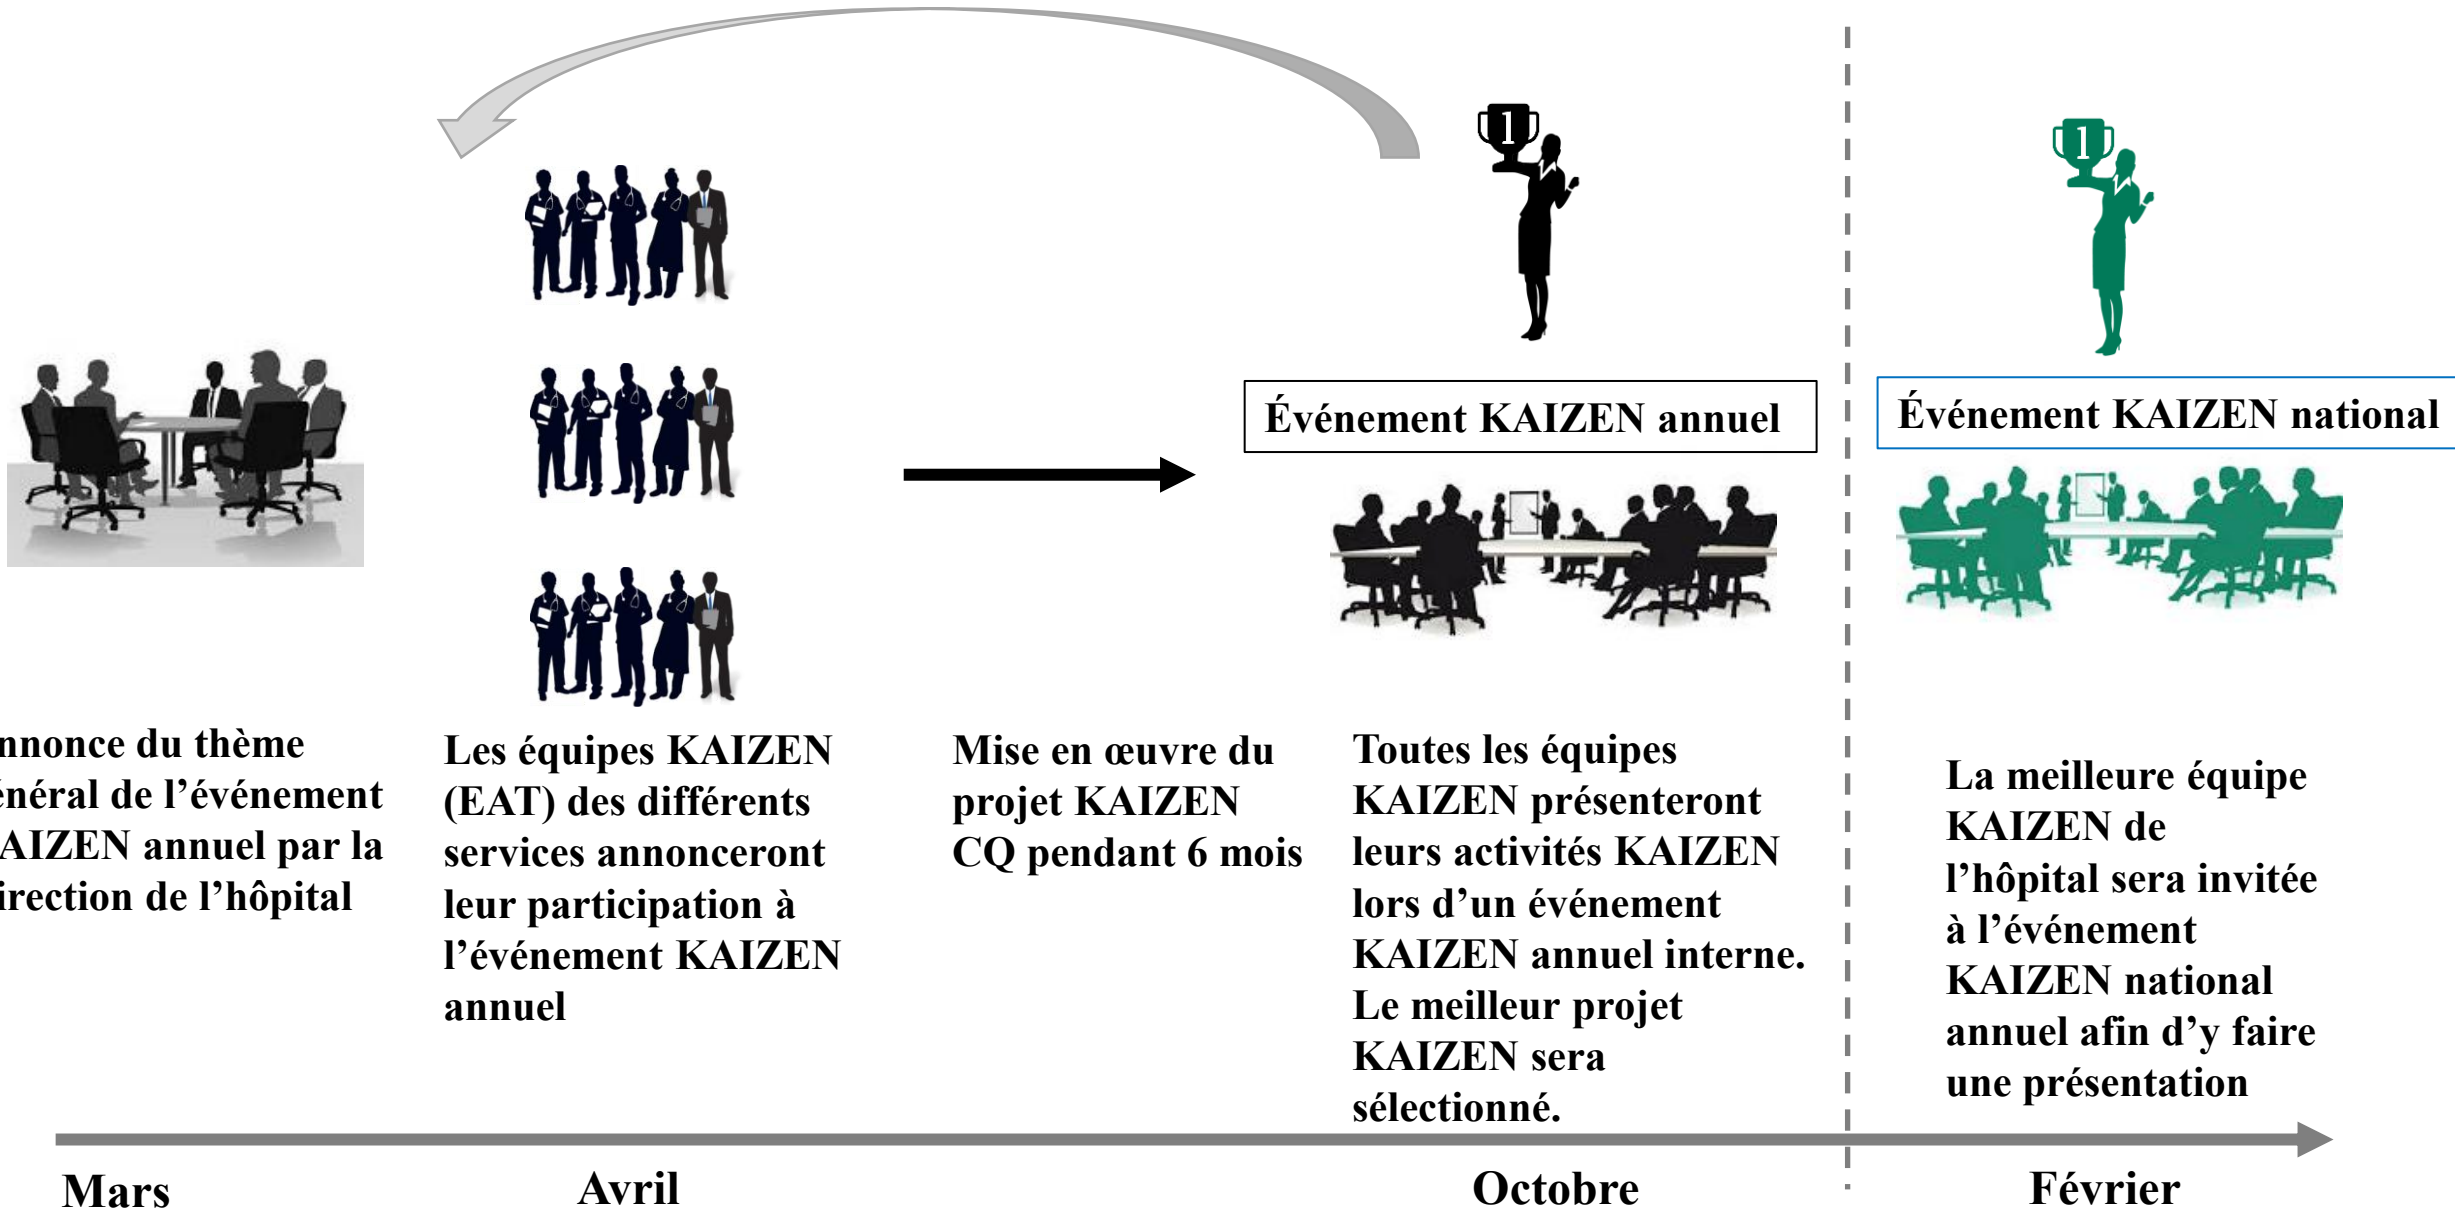 1
1
Événement KAIZEN annuel
Événement KAIZEN national
nnonce du thème
énéral de l’événement
AIZEN annuel par la
irection de l’hôpital
Les équipes KAIZEN
(EAT) des différents
services annonceront
leur participation à
l’événement KAIZEN
annuel
Mise en œuvre du
projet KAIZEN
CQ pendant 6 mois
Toutes les équipes
KAIZEN présenteront
leurs activités KAIZEN
lors d’un événement
KAIZEN annuel interne.
Le meilleur projet
KAIZEN sera
sélectionné.
La meilleure équipe
KAIZEN de
l’hôpital sera invitée
à l’événement
KAIZEN national
annuel afin d’y faire
une présentation
Mars
Avril
Octobre
Février